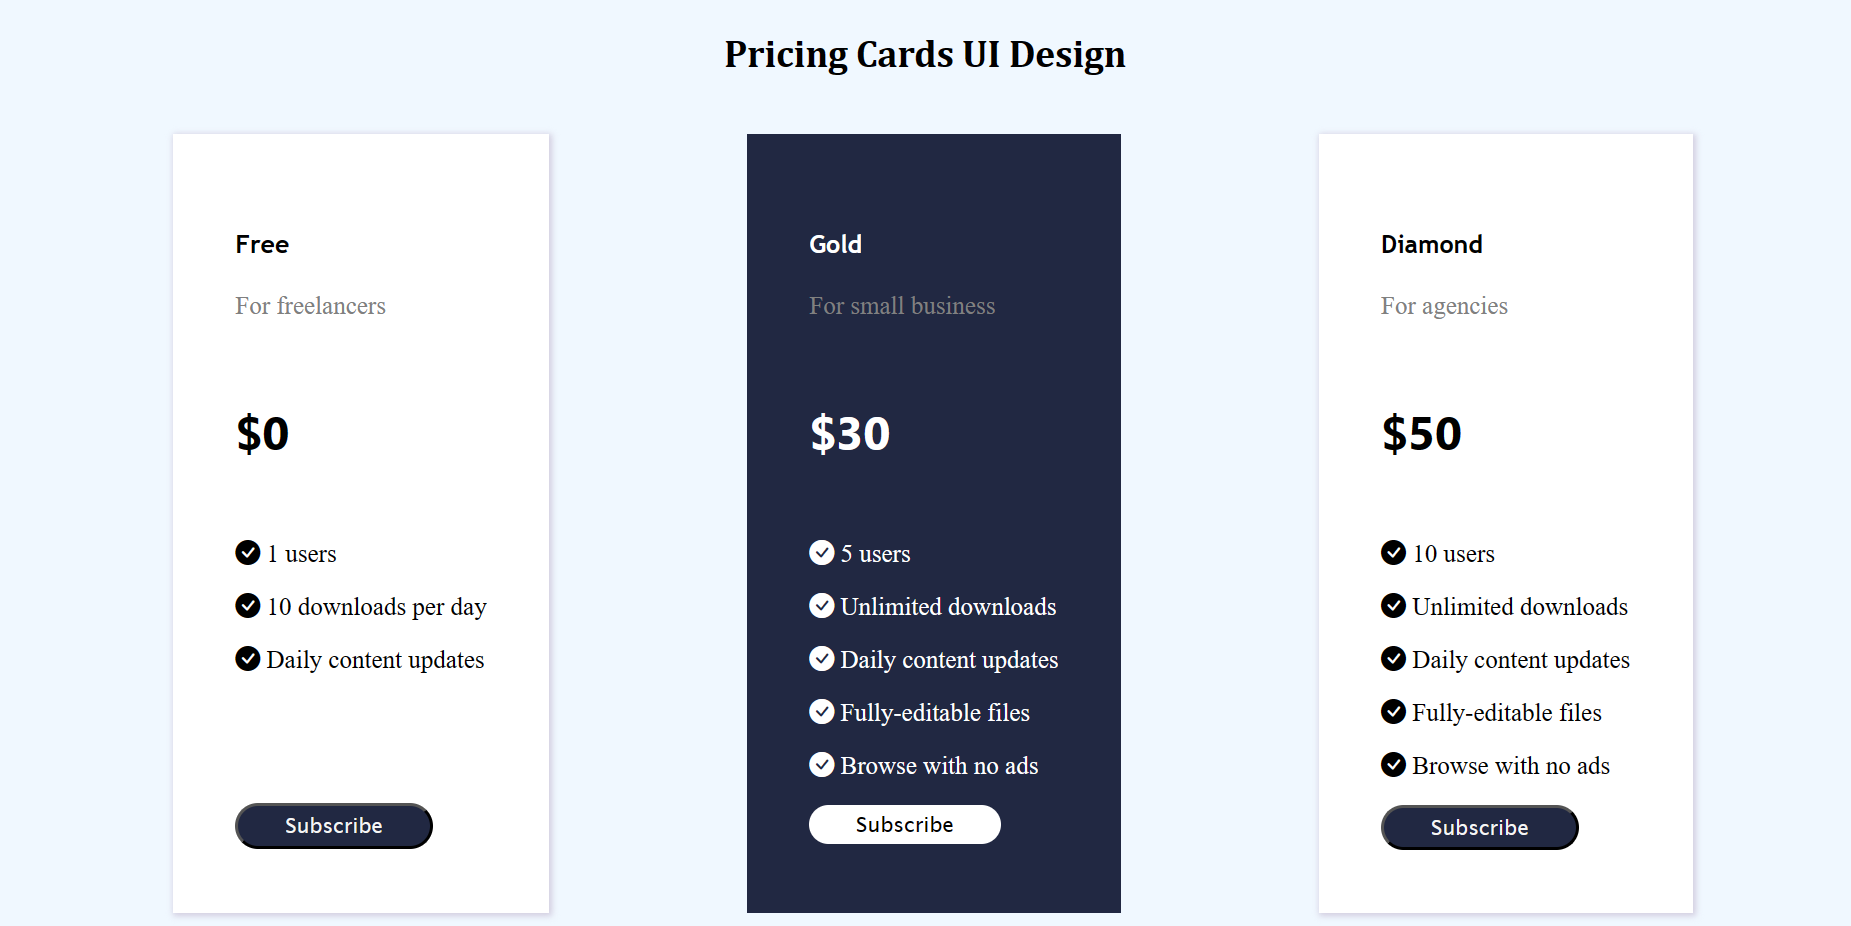 Pricing Cards UI Design
Free
For freelancers
$0
1 users
10 downloads per day
Daily content updates
Subscribe
Gold
For small business
$30
5 users
Unlimited downloads
Daily content updates
Fully-editable files
Browse with no ads
Subscribe
Diamond
For agencies
$50
10 users
Unlimited downloads
Daily content updates
Fully-editable files
Browse with no ads
Subscribe